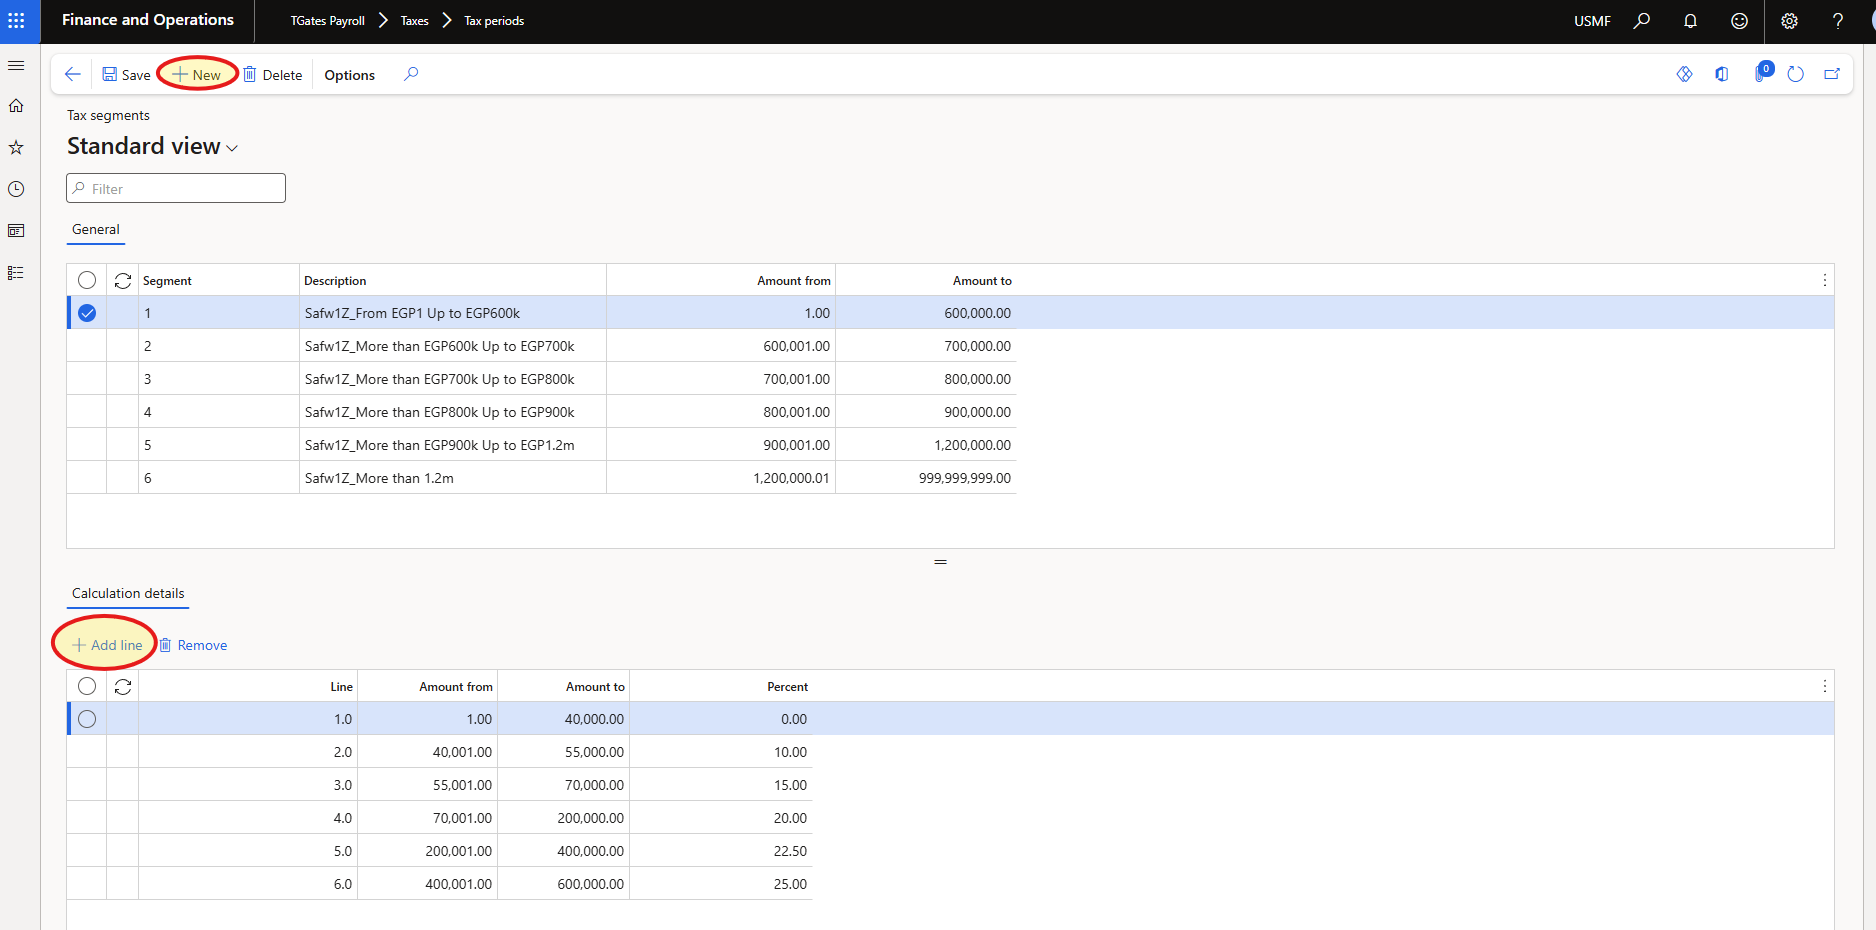 Finance and Operations
TGates Payroll > Taxes > Tax periods
USMF
Save
New
Delete
Options
0
Tax segments
Standard view
Filter
General
Segment Description Amount from Amount to
1 Safw1Z_From EGP1 Up to EGP600k 1.00 600,000.00
2 Safw1Z_More than EGP600k Up to EGP700k 600,001.00 700,000.00
3 Safw1Z_More than EGP700k Up to EGP800k 700,001.00 800,000.00
4 Safw1Z_More than EGP800k Up to EGP900k 800,001.00 900,000.00
5 Safw1Z_More than EGP900k Up to EGP1.2m 900,001.00 1,200,000.00
6 Safw1Z_More than 1.2m 1,200,000.01 999,999,999.00
Calculation details
+ Add line
Remove
Line Amount from Amount to Percent
1.0 1.00 40,000.00 0.00
2.0 40,001.00 55,000.00 10.00
3.0 55,001.00 70,000.00 15.00
4.0 70,001.00 200,000.00 20.00
5.0 200,001.00 400,000.00 22.50
6.0 400,001.00 600,000.00 25.00